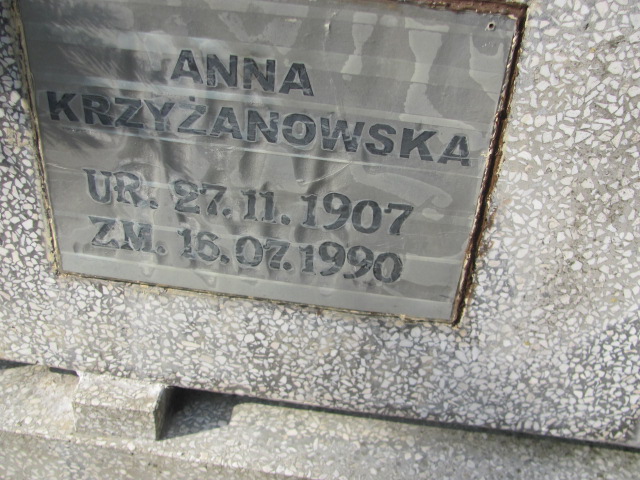 ANNA
KRZYŻANOWSKA
UR. 27.11.1907
ZM. 16.07.1990